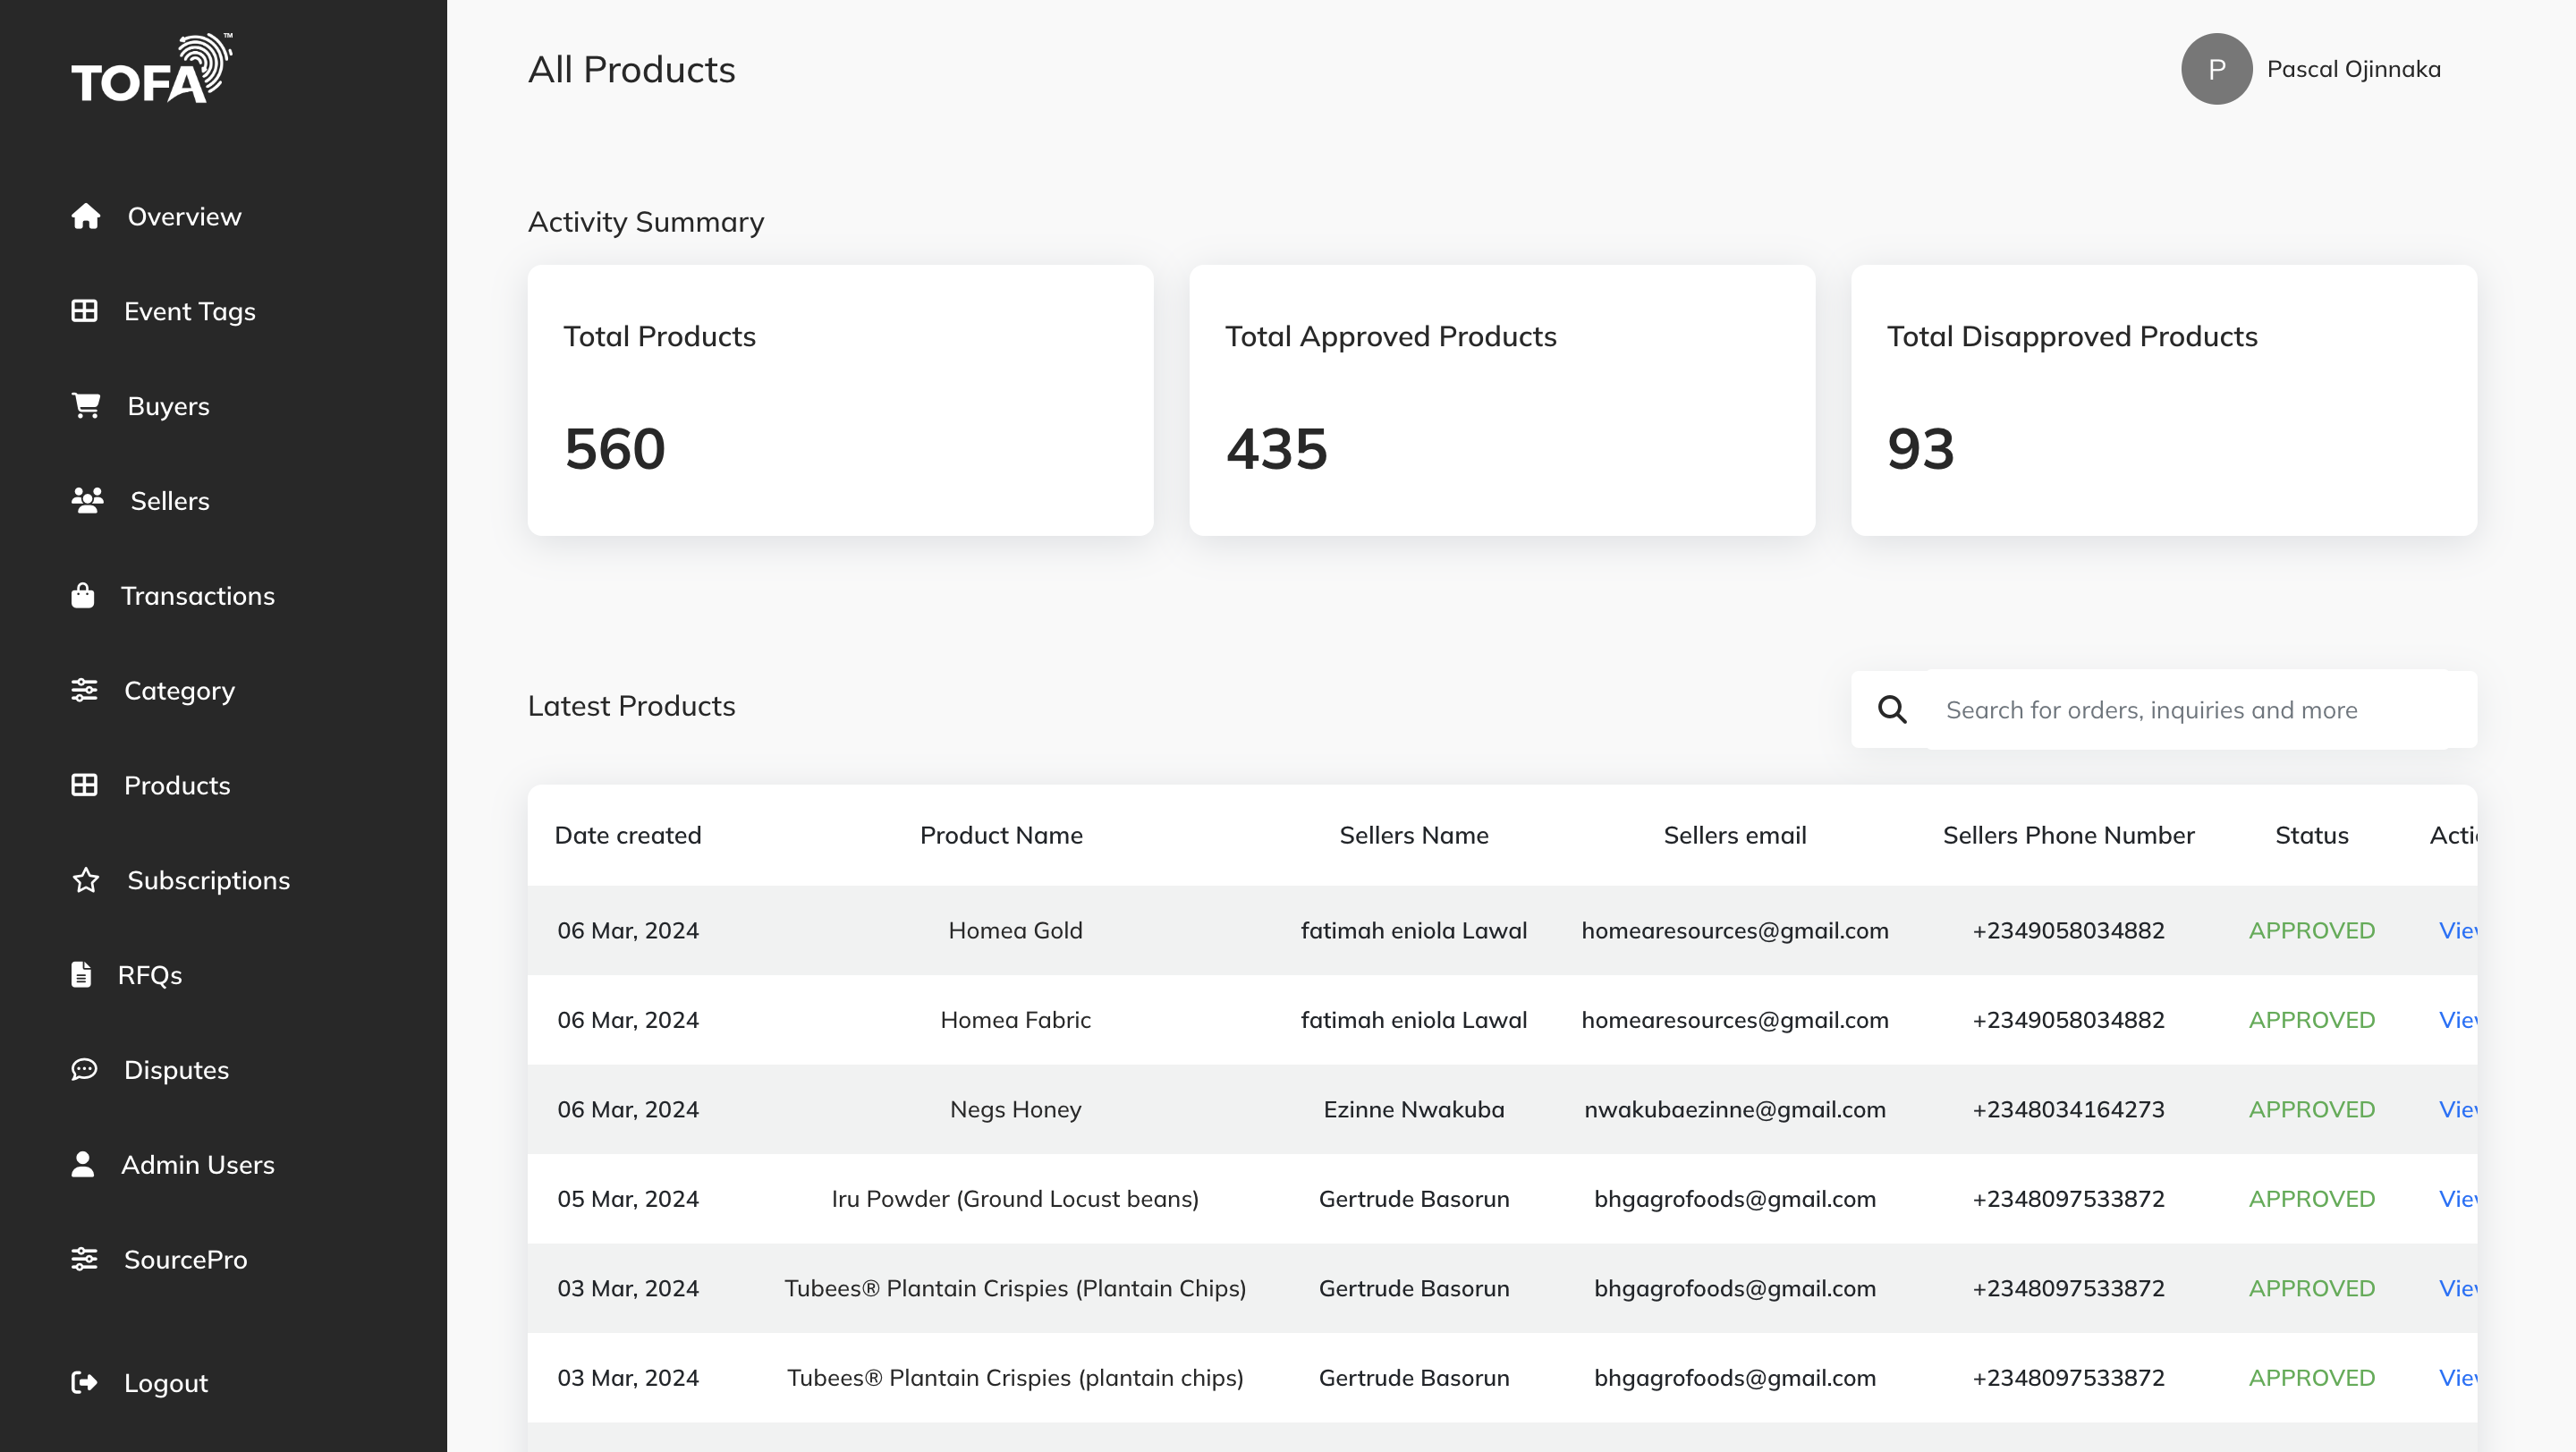 TOFA™
Overview
Event Tags
Buyers
Sellers
Transactions
Category
Products
Subscriptions
RFQs
Disputes
Admin Users
SourcePro
Logout
All Products
P Pascal Ojinnaka
Activity Summary
Total Products
560
Total Approved Products
435
Total Disapproved Products
93
Latest Products
Search for orders, inquiries and more
Date created Product Name Sellers Name Sellers email Sellers Phone Number Status
06 Mar, 2024 Homea Gold fatimah eniola Lawal homearesources@gmail.com +2349058034882 APPROVED
06 Mar, 2024 Homea Fabric fatimah eniola Lawal homearesources@gmail.com +2349058034882 APPROVED
06 Mar, 2024 Negs Honey Ezinne Nwakuba nwakubaezinne@gmail.com +2348034164273 APPROVED
05 Mar, 2024 Iru Powder (Ground Locust beans) Gertrude Basorun bhgagrofoods@gmail.com +2348097533872 APPROVED
03 Mar, 2024 Tubees® Plantain Crispies (Plantain Chips) Gertrude Basorun bhgagrofoods@gmail.com +2348097533872 APPROVED
03 Mar, 2024 Tubees® Plantain Crispies (plantain chips) Gertrude Basorun bhgagrofoods@gmail.com +2348097533872 APPROVED